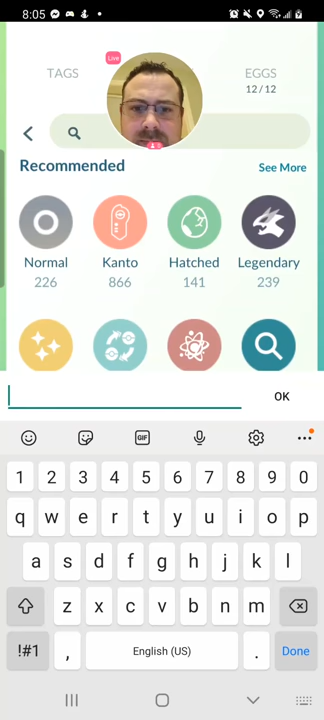 8:05
Live
TAGS
EGGS
12/12
Recommended
See More
Normal
Kanto
Hatched
Legendary
226
866
141
239
OK
GIF
1 2 3 4 5 6 7 8 9 0
q w e r t y u i o p
a s d f g h j k l
z x c v b n m
!#1 , English (US) . Done